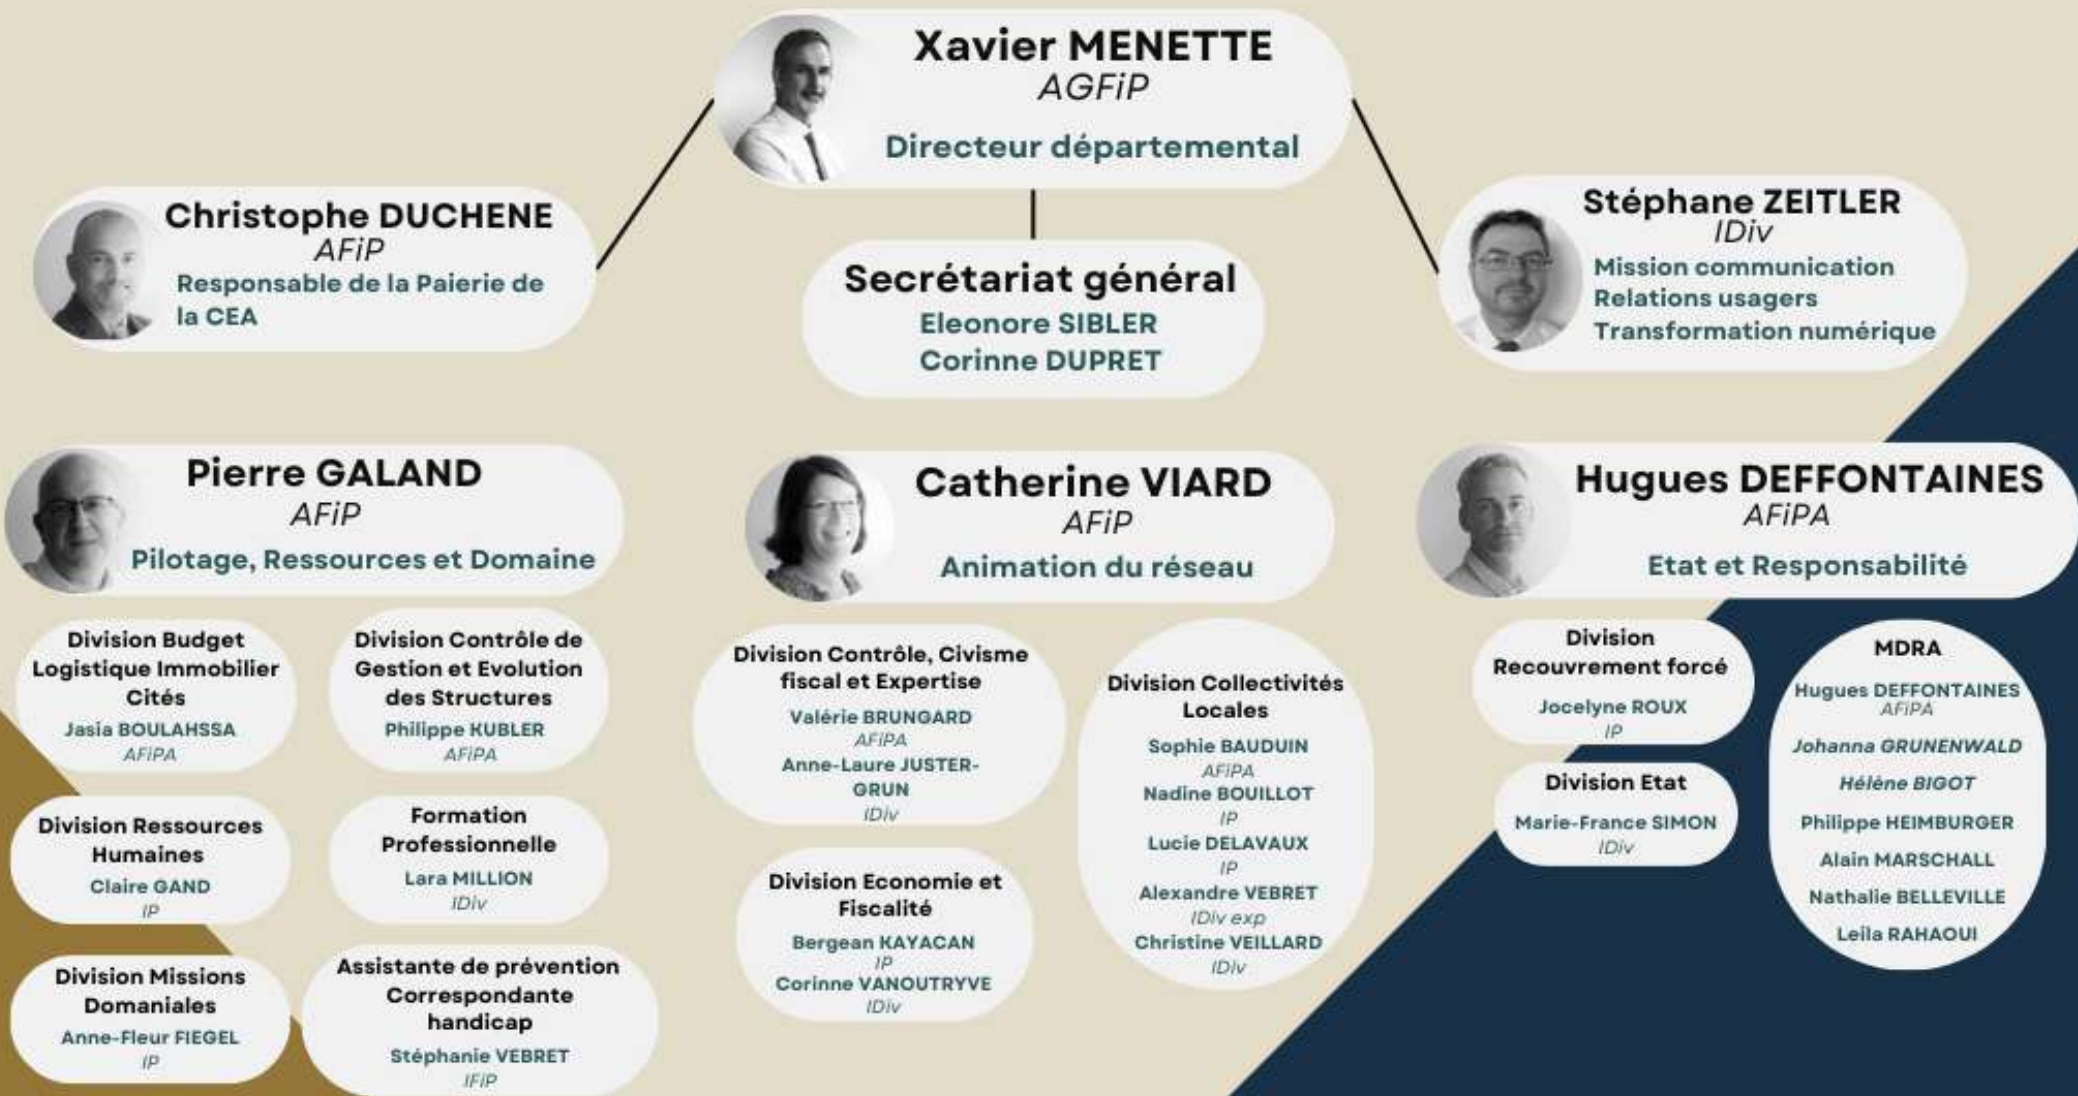 Xavier MENETTE
AGFiP
Directeur départemental
Christophe DUCHENE
AFiP
Responsable de la Paierie de
la CEA
Secrétariat général
Eleonore SIBLER
Corinne DUPRET
Stéphane ZEITLER
IDiv
Mission communication
Relations usagers
Transformation numérique
Pierre GALAND
AFiP
Pilotage, Ressources et Domaine
Division Budget
Logistique Immobilier
Cités
Jasia BOULAHSSA
AFiPA
Division Contrôle de
Gestion et Evolution
des Structures
Philippe KUBLER
AFiPA
Division Ressources
Humaines
Claire GAND
IP
Formation
Professionnelle
Lara MILLION
IDiv
Division Missions
Domaniales
Anne-Fleur FIEGEL
IP
Assistante de prévention
Correspondante
handicap
Stéphanie VEBRET
IFiP
Catherine VIARD
AFiP
Animation du réseau
Division Contrôle, Civisme
fiscal et Expertise
Valérie BRUNGARD
AFiPA
Anne-Laure JUSTER-
GRUN
IDiv
Division Economie et
Fiscalité
Bergean KAYACAN
IP
Corinne VANOUTRYVE
IDiv
Division Collectivités
Locales
Sophie BAUDUIN
AFiPA
Nadine BOUILLOT
IP
Lucie DELAVAUX
IP
Alexandre VEBRET
IDiv exp
Christine VEILLARD
IDiv
Hugues DEFFONTAINES
AFiPA
Etat et Responsabilité
Division
Recouvrement forcé
Jocelyne ROUX
IP
Division Etat
Marie-France SIMON
IDiv
MDRA
Hugues DEFFONTAINES
AFiPA
Johanna GRUNENWALD
Hélène BIGOT
Philippe HEIMBURGER
Alain MARSCHALL
Nathalie BELLEVILLE
Leila RAHAOUI